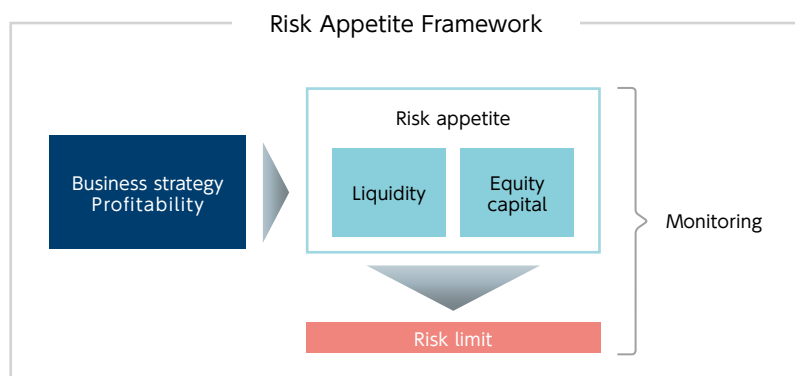 Risk Appetite Framework
Risk appetite
Business strategy
Profitability
Liquidity
Equity
capital
Monitoring
Risk limit